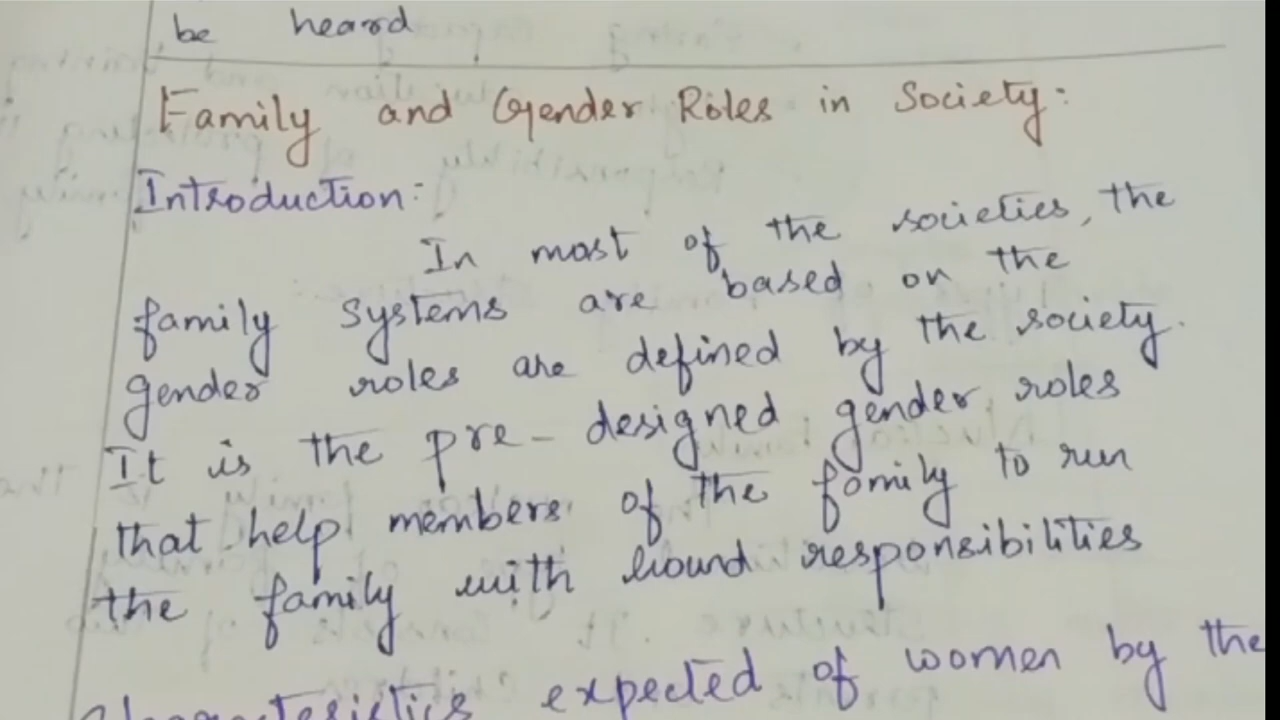 be heard
Family and Gender Roles in Society:
Introduction:
In most of the societies, the
family systems are based on the
gender roles are defined by the society.
It is the pre-designed gender roles
that help members of the family to run
the family with bound responsibilities
Characteristics expected of women by the